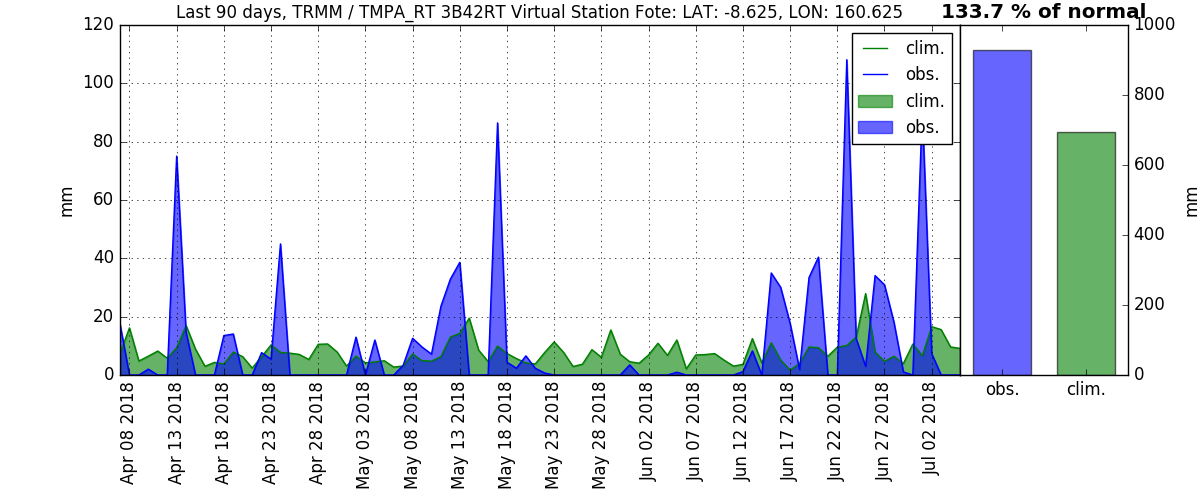 Last 90 days, TRMM / TMPA_RT 3B42RT Virtual Station Fote: LAT: -8.625, LON: 160.625
133.7 % of normal
120
100
80
60
40
20
0
mm
clim.
obs.
clim.
obs.
1000
800
600
400
200
0
mm
Apr 08 2018
Apr 13 2018
Apr 18 2018
Apr 23 2018
Apr 28 2018
May 03 2018
May 08 2018
May 13 2018
May 18 2018
May 23 2018
May 28 2018
Jun 02 2018
Jun 07 2018
Jun 12 2018
Jun 17 2018
Jun 22 2018
Jun 27 2018
Jul 02 2018
obs.
clim.